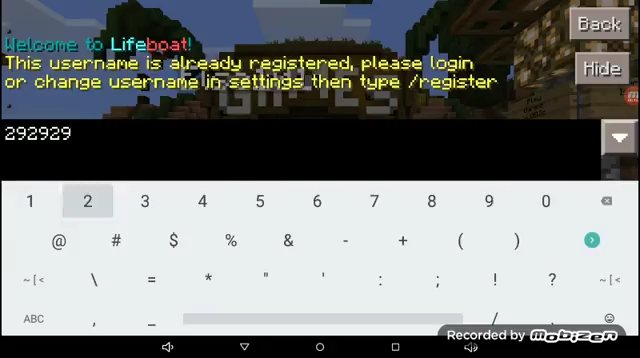 Back
Welcome to Lifeboat!
This username is already registered, please login
or change username in settings then type /register
Hide
292929
1 2 3 4 5 6 7 8 9 0
@ # $ % & - + ( )
~[< \ = * " ' : ; ! ? ~[<
ABC , _ / .
Recorded by mobizen